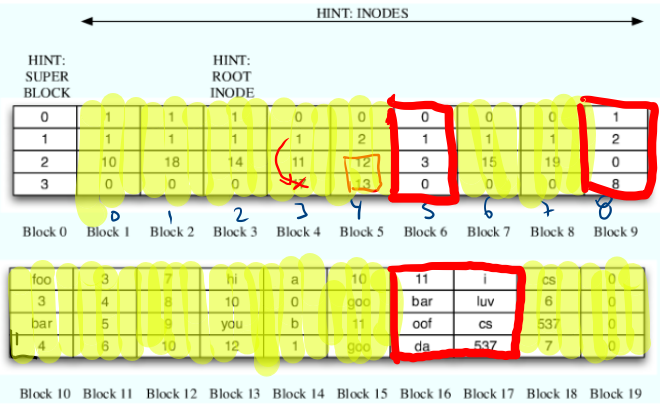 HINT: INODES
HINT: HINT:
SUPER ROOT
BLOCK INODE
0 1 1 1 0 0 0 0 0 1
1 1 1 1 1 2 1 1 1 2
2 10 18 14 11 12 3 15 19 0
3 0 0 0 13 0 0 0 8
0 1 2 3 4 5 6 7 8
Block 0 Block 1 Block 2 Block 3 Block 4 Block 5 Block 6 Block 7 Block 8 Block 9
foo 3 7 hi a 10 11 i cs 0
3 4 8 10 0 goo bar luv 6 0
bar 5 9 you b 11 oof cs 537 0
4 6 10 12 1 goo da 537 7 0
Block 10 Block 11 Block 12 Block 13 Block 14 Block 15 Block 16 Block 17 Block 18 Block 19